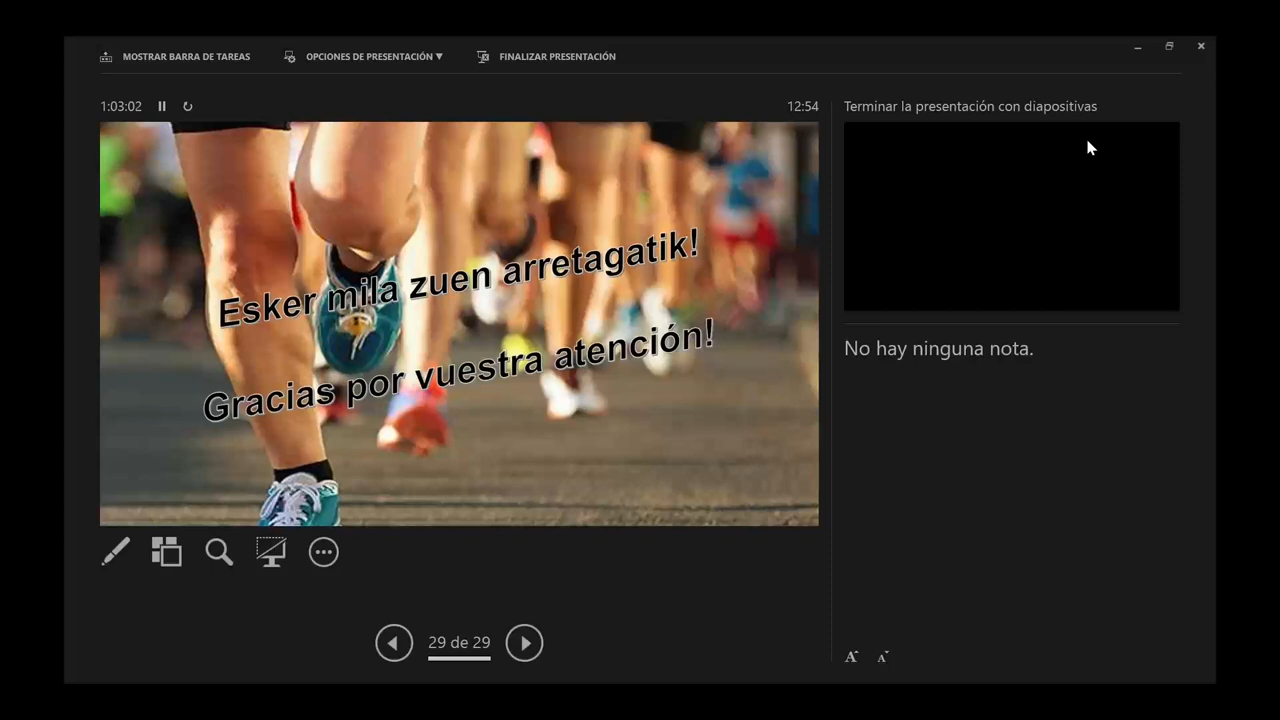 MOSTRAR BARRA DE TAREAS
OPCIONES DE PRESENTACIÓN ▼
FINALIZAR PRESENTACIÓN
1:03:02
12:54
Esker mila zuen arretagatik!
Gracias por vuestra atención!
29 de 29
Terminar la presentación con diapositivas
No hay ninguna nota.
A A